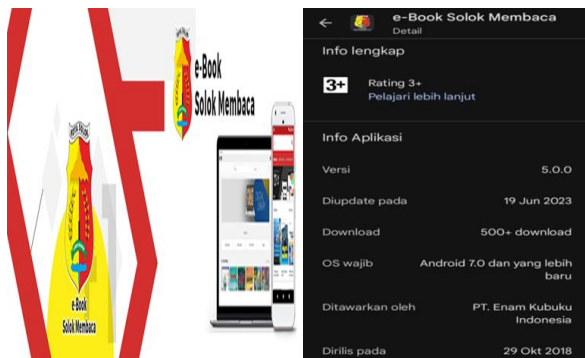 KOTA SOLOK
e-Book
Solok Membaca
e-Book
Solok Membaca
e-Book Solok Membaca
Detail
Info lengkap
3+
Rating 3+
Pelajari lebih lanjut
Info Aplikasi
Versi 5.0.0
Diupdate pada 19 Jun 2023
Download 500+ download
OS wajib Android 7.0 dan yang lebih
baru
Ditawarkan oleh PT. Enam Kubuku
Indonesia
Dirilis pada 29 Okt 2018